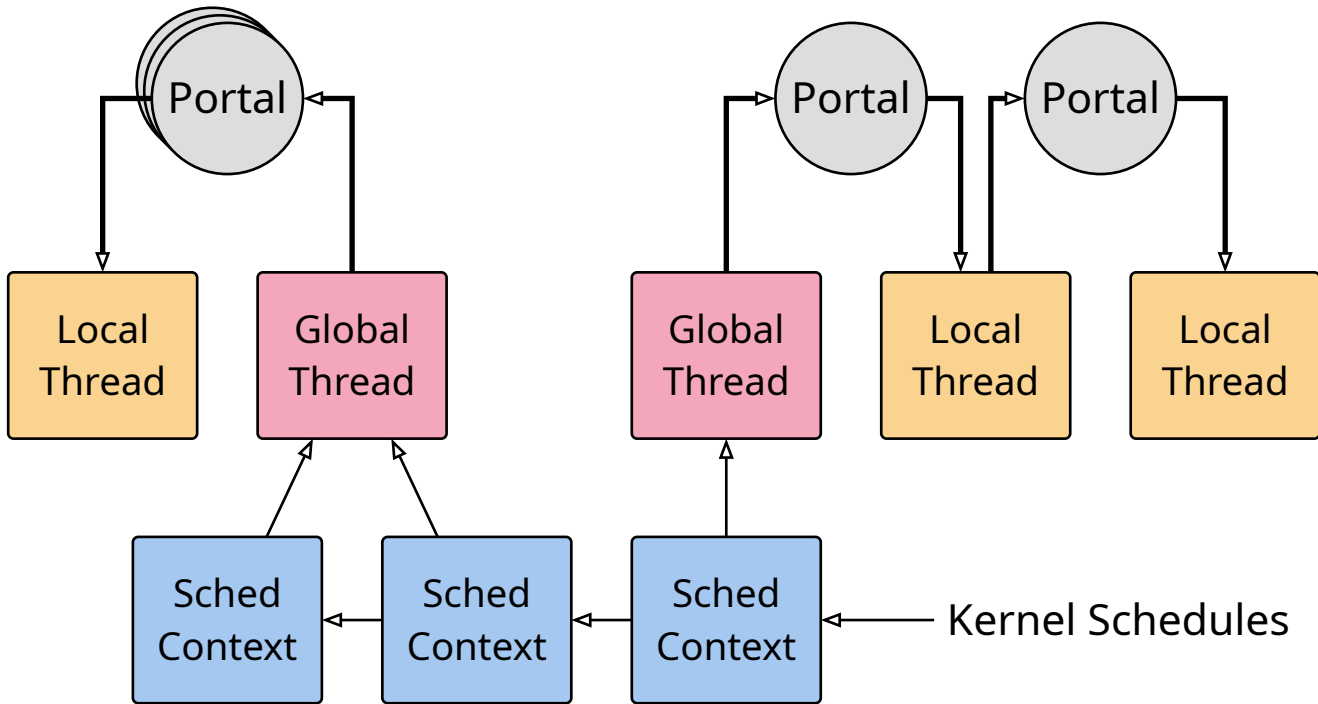 Portal
Portal
Portal
Local
Thread
Global
Thread
Global
Thread
Local
Thread
Local
Thread
Sched
Context
Sched
Context
Sched
Context
Kernel Schedules